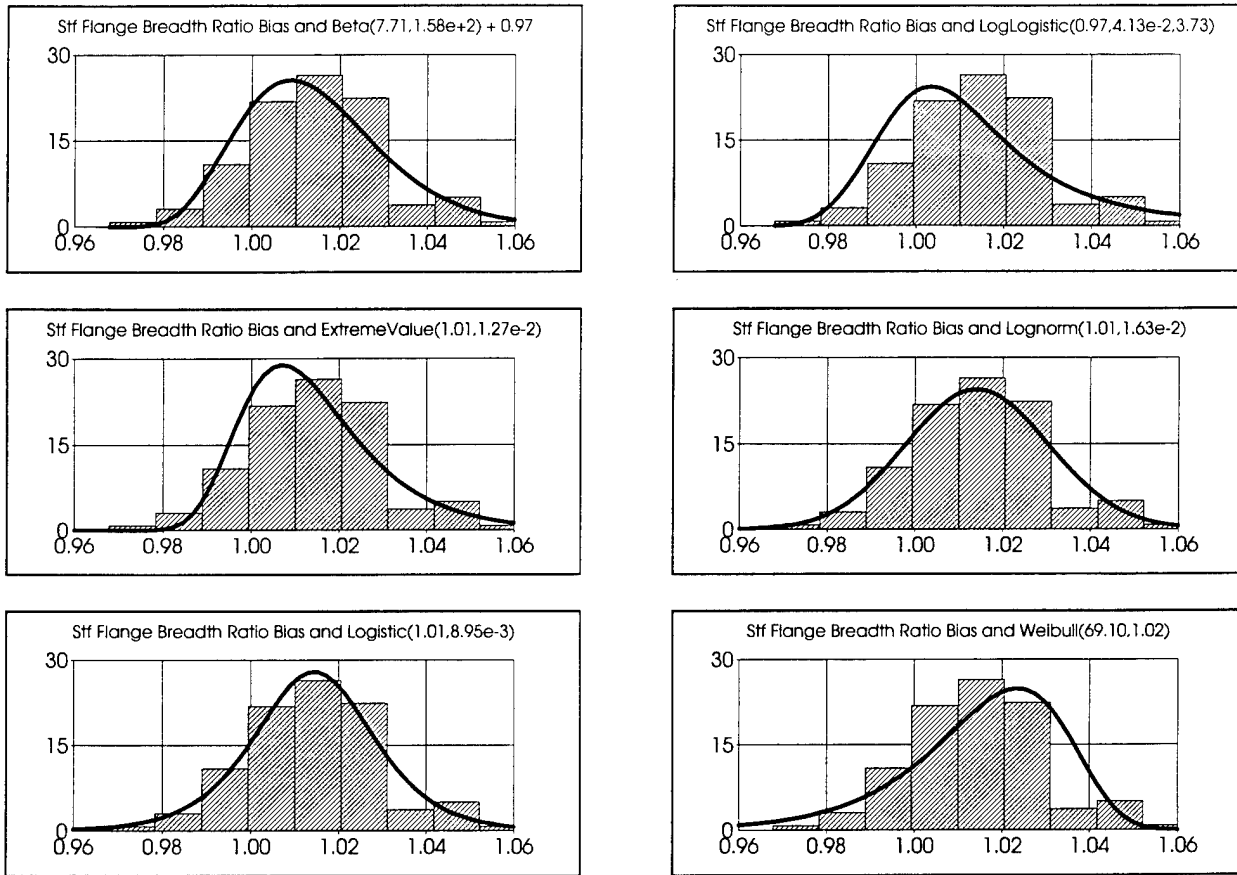 Stf Flange Breadth Ratio Bias and Beta(7.71,1.58e+2) + 0.97
30
15
0
0.96 0.98 1.00 1.02 1.04 1.06
Stf Flange Breadth Ratio Bias and LogLogistic(0.97,4.13e-2,3.73)
30
15
0
0.96 0.98 1.00 1.02 1.04 1.06
Stf Flange Breadth Ratio Bias and ExtremeValue(1.01,1.27e-2)
30
15
0
0.96 0.98 1.00 1.02 1.04 1.06
Stf Flange Breadth Ratio Bias and Lognorm(1.01,1.63e-2)
30
15
0
0.96 0.98 1.00 1.02 1.04 1.06
Stf Flange Breadth Ratio Bias and Logistic(1.01,8.95e-3)
30
15
0
0.96 0.98 1.00 1.02 1.04 1.06
Stf Flange Breadth Ratio Bias and Weibull(69.10,1.02)
30
15
0
0.96 0.98 1.00 1.02 1.04 1.06